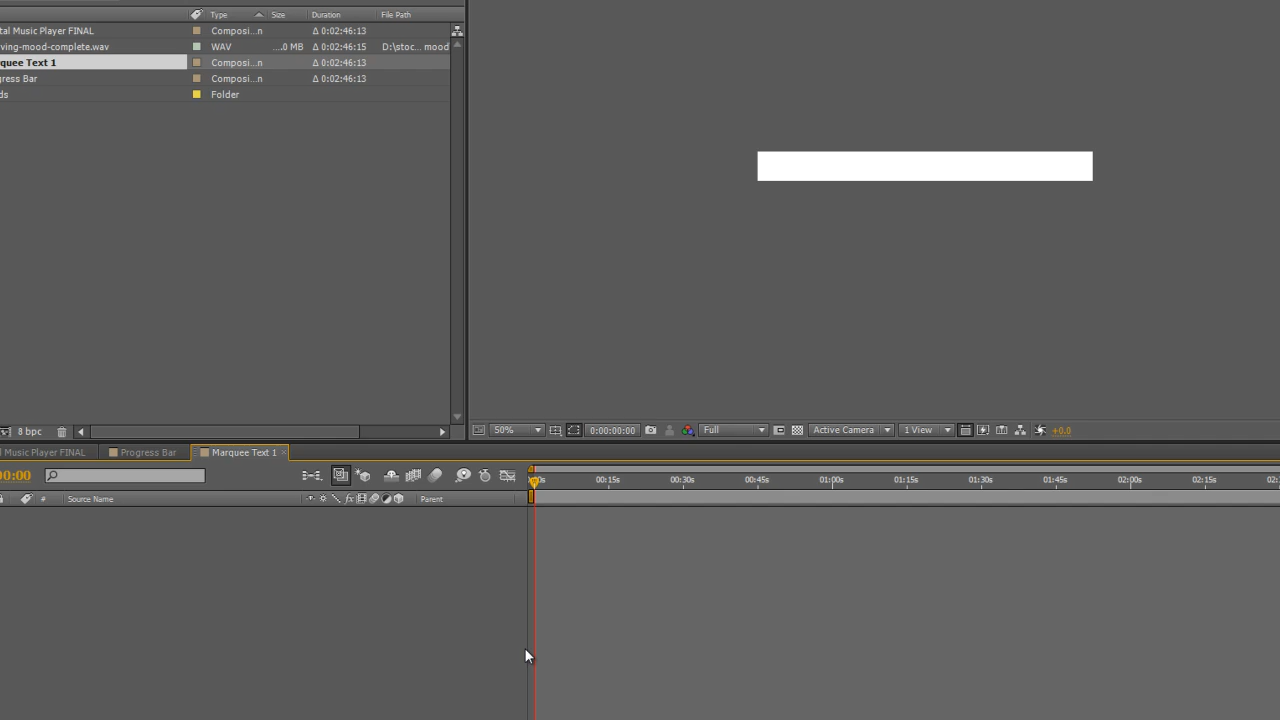 Type Size Duration File Path
tal Music Player FINAL Composi...n Δ 0:02:46:13
ving-mood-complete.wav WAV ....0 MB Δ 0:02:46:15 D:\stoc... mood
quee Text 1 Composi...n Δ 0:02:46:13
gress Bar Composi...n Δ 0:02:46:13
ds Folder
8 bpc
50% 0:00:00:00 Full Active Camera 1 View +0.0
l Music Player FINAL Progress Bar Marquee Text 1 ×
00:00
00:15s 00:30s 00:45s 01:00s 01:15s 01:30s 01:45s 02:00s 02:15s 02:
# Source Name fx Parent